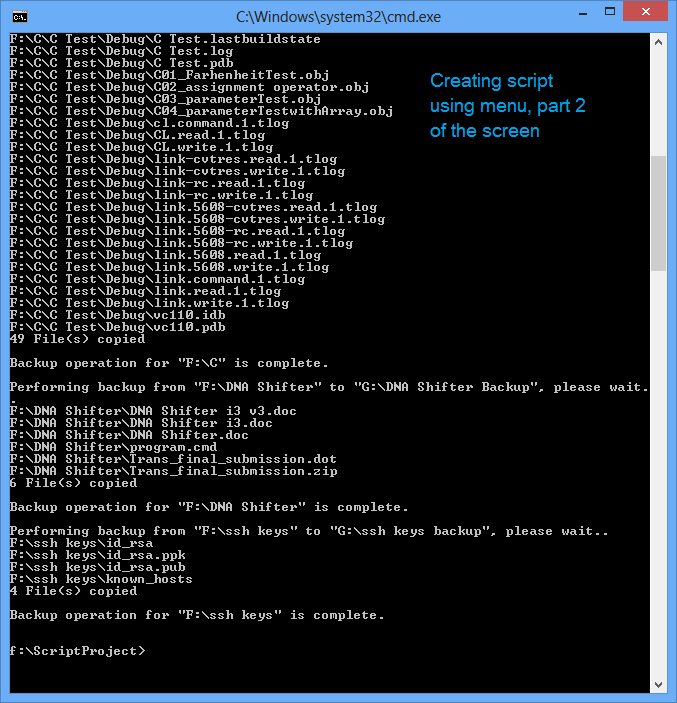 C:\Windows\system32\cmd.exe
F:\C\C Test\Debug\C Test.lastbuildstate
F:\C\C Test\Debug\C Test.log
F:\C\C Test\Debug\C Test.pdb
F:\C\C Test\Debug\C01_FarhenheitTest.obj
F:\C\C Test\Debug\C02_assignment operator.obj
F:\C\C Test\Debug\C03_parameterTest.obj
F:\C\C Test\Debug\C04_parameterTestwithArray.obj
F:\C\C Test\Debug\cl.command.1.tlog
F:\C\C Test\Debug\CL.read.1.tlog
F:\C\C Test\Debug\CL.write.1.tlog
F:\C\C Test\Debug\link-cvtres.read.1.tlog
F:\C\C Test\Debug\link-cvtres.write.1.tlog
F:\C\C Test\Debug\link-rc.read.1.tlog
F:\C\C Test\Debug\link-rc.write.1.tlog
F:\C\C Test\Debug\link.5608-cvtres.read.1.tlog
F:\C\C Test\Debug\link.5608-cvtres.write.1.tlog
F:\C\C Test\Debug\link.5608-rc.read.1.tlog
F:\C\C Test\Debug\link.5608-rc.write.1.tlog
F:\C\C Test\Debug\link.5608.read.1.tlog
F:\C\C Test\Debug\link.5608.write.1.tlog
F:\C\C Test\Debug\link.command.1.tlog
F:\C\C Test\Debug\link.read.1.tlog
F:\C\C Test\Debug\link.write.1.tlog
F:\C\C Test\Debug\vc110.idb
F:\C\C Test\Debug\vc110.pdb
49 File(s) copied
Backup operation for "F:\C" is complete.
Performing backup from "F:\DNA Shifter" to "G:\DNA Shifter Backup", please wait.
.
F:\DNA Shifter\DNA Shifter i3 v3.doc
F:\DNA Shifter\DNA Shifter i3.doc
F:\DNA Shifter\DNA Shifter.doc
F:\DNA Shifter\program.cmd
F:\DNA Shifter\Trans_final_submission.dot
F:\DNA Shifter\Trans_final_submission.zip
6 File(s) copied
Backup operation for "F:\DNA Shifter" is complete.
Performing backup from "F:\ssh keys" to "G:\ssh keys backup", please wait..
F:\ssh keys\id_rsa
F:\ssh keys\id_rsa.ppk
F:\ssh keys\id_rsa.pub
F:\ssh keys\known_hosts
4 File(s) copied
Backup operation for "F:\ssh keys" is complete.
f:\ScriptProject>
Creating script
using menu, part 2
of the screen